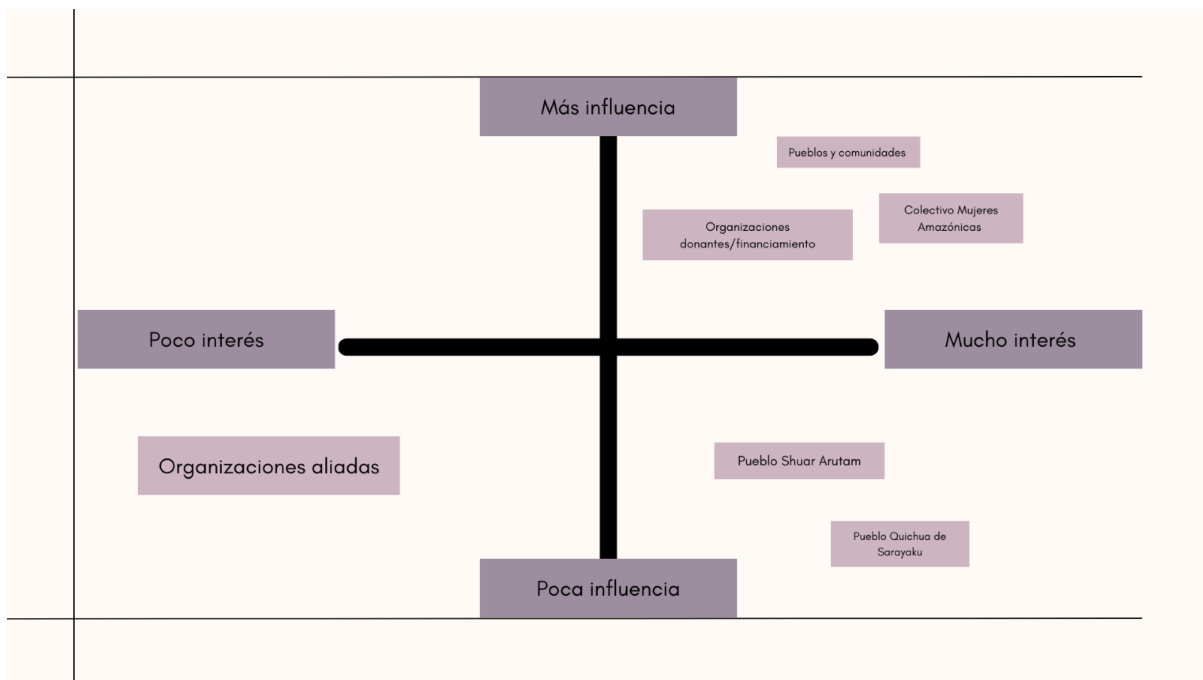 Más influencia
Pueblos y comunidades
Colectivo Mujeres
Amazónicas
Organizaciones
donantes/financiamiento
Poco interés
Mucho interés
Organizaciones aliadas
Pueblo Shuar Arutam
Pueblo Quichua de
Sarayaku
Poca influencia